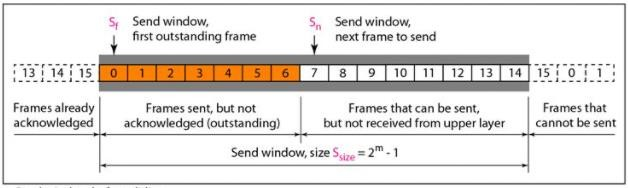 Sf Send window, first outstanding frame
Sn Send window, next frame to send
13 14 15 0 1 2 3 4 5 6 7 8 9 10 11 12 13 14 15 0 1
Frames already acknowledged
Frames sent, but not acknowledged (outstanding)
Frames that can be sent, but not received from upper layer
Frames that cannot be sent
Send window, size Ssize = 2^m - 1